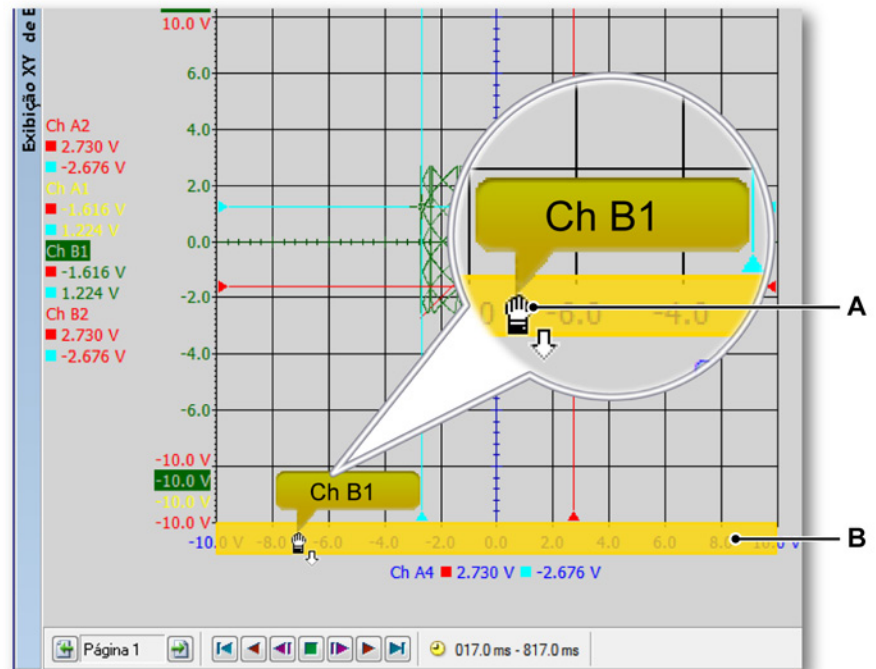 Exibição XY de E
10.0 V
6.0
4.0
2.0
0.0
-2.0
-4.0
-6.0
-10.0 V
-10.0 V
-10.0 V
-10.0 V
Ch A2
2.730 V
-2.676 V
Ch A1
-1.616 V
1.224 V
Ch B1
-1.616 V
1.224 V
Ch B2
2.730 V
-2.676 V
Ch B1
0 -6.0 -4.0
A
Ch B1
-10.0 V -8.0 -6.0 -4.0 -2.0 0.0 2.0 4.0 6.0 8.0 10.0 V
B
Ch A4 2.730 V -2.676 V
Página 1 017.0 ms - 817.0 ms